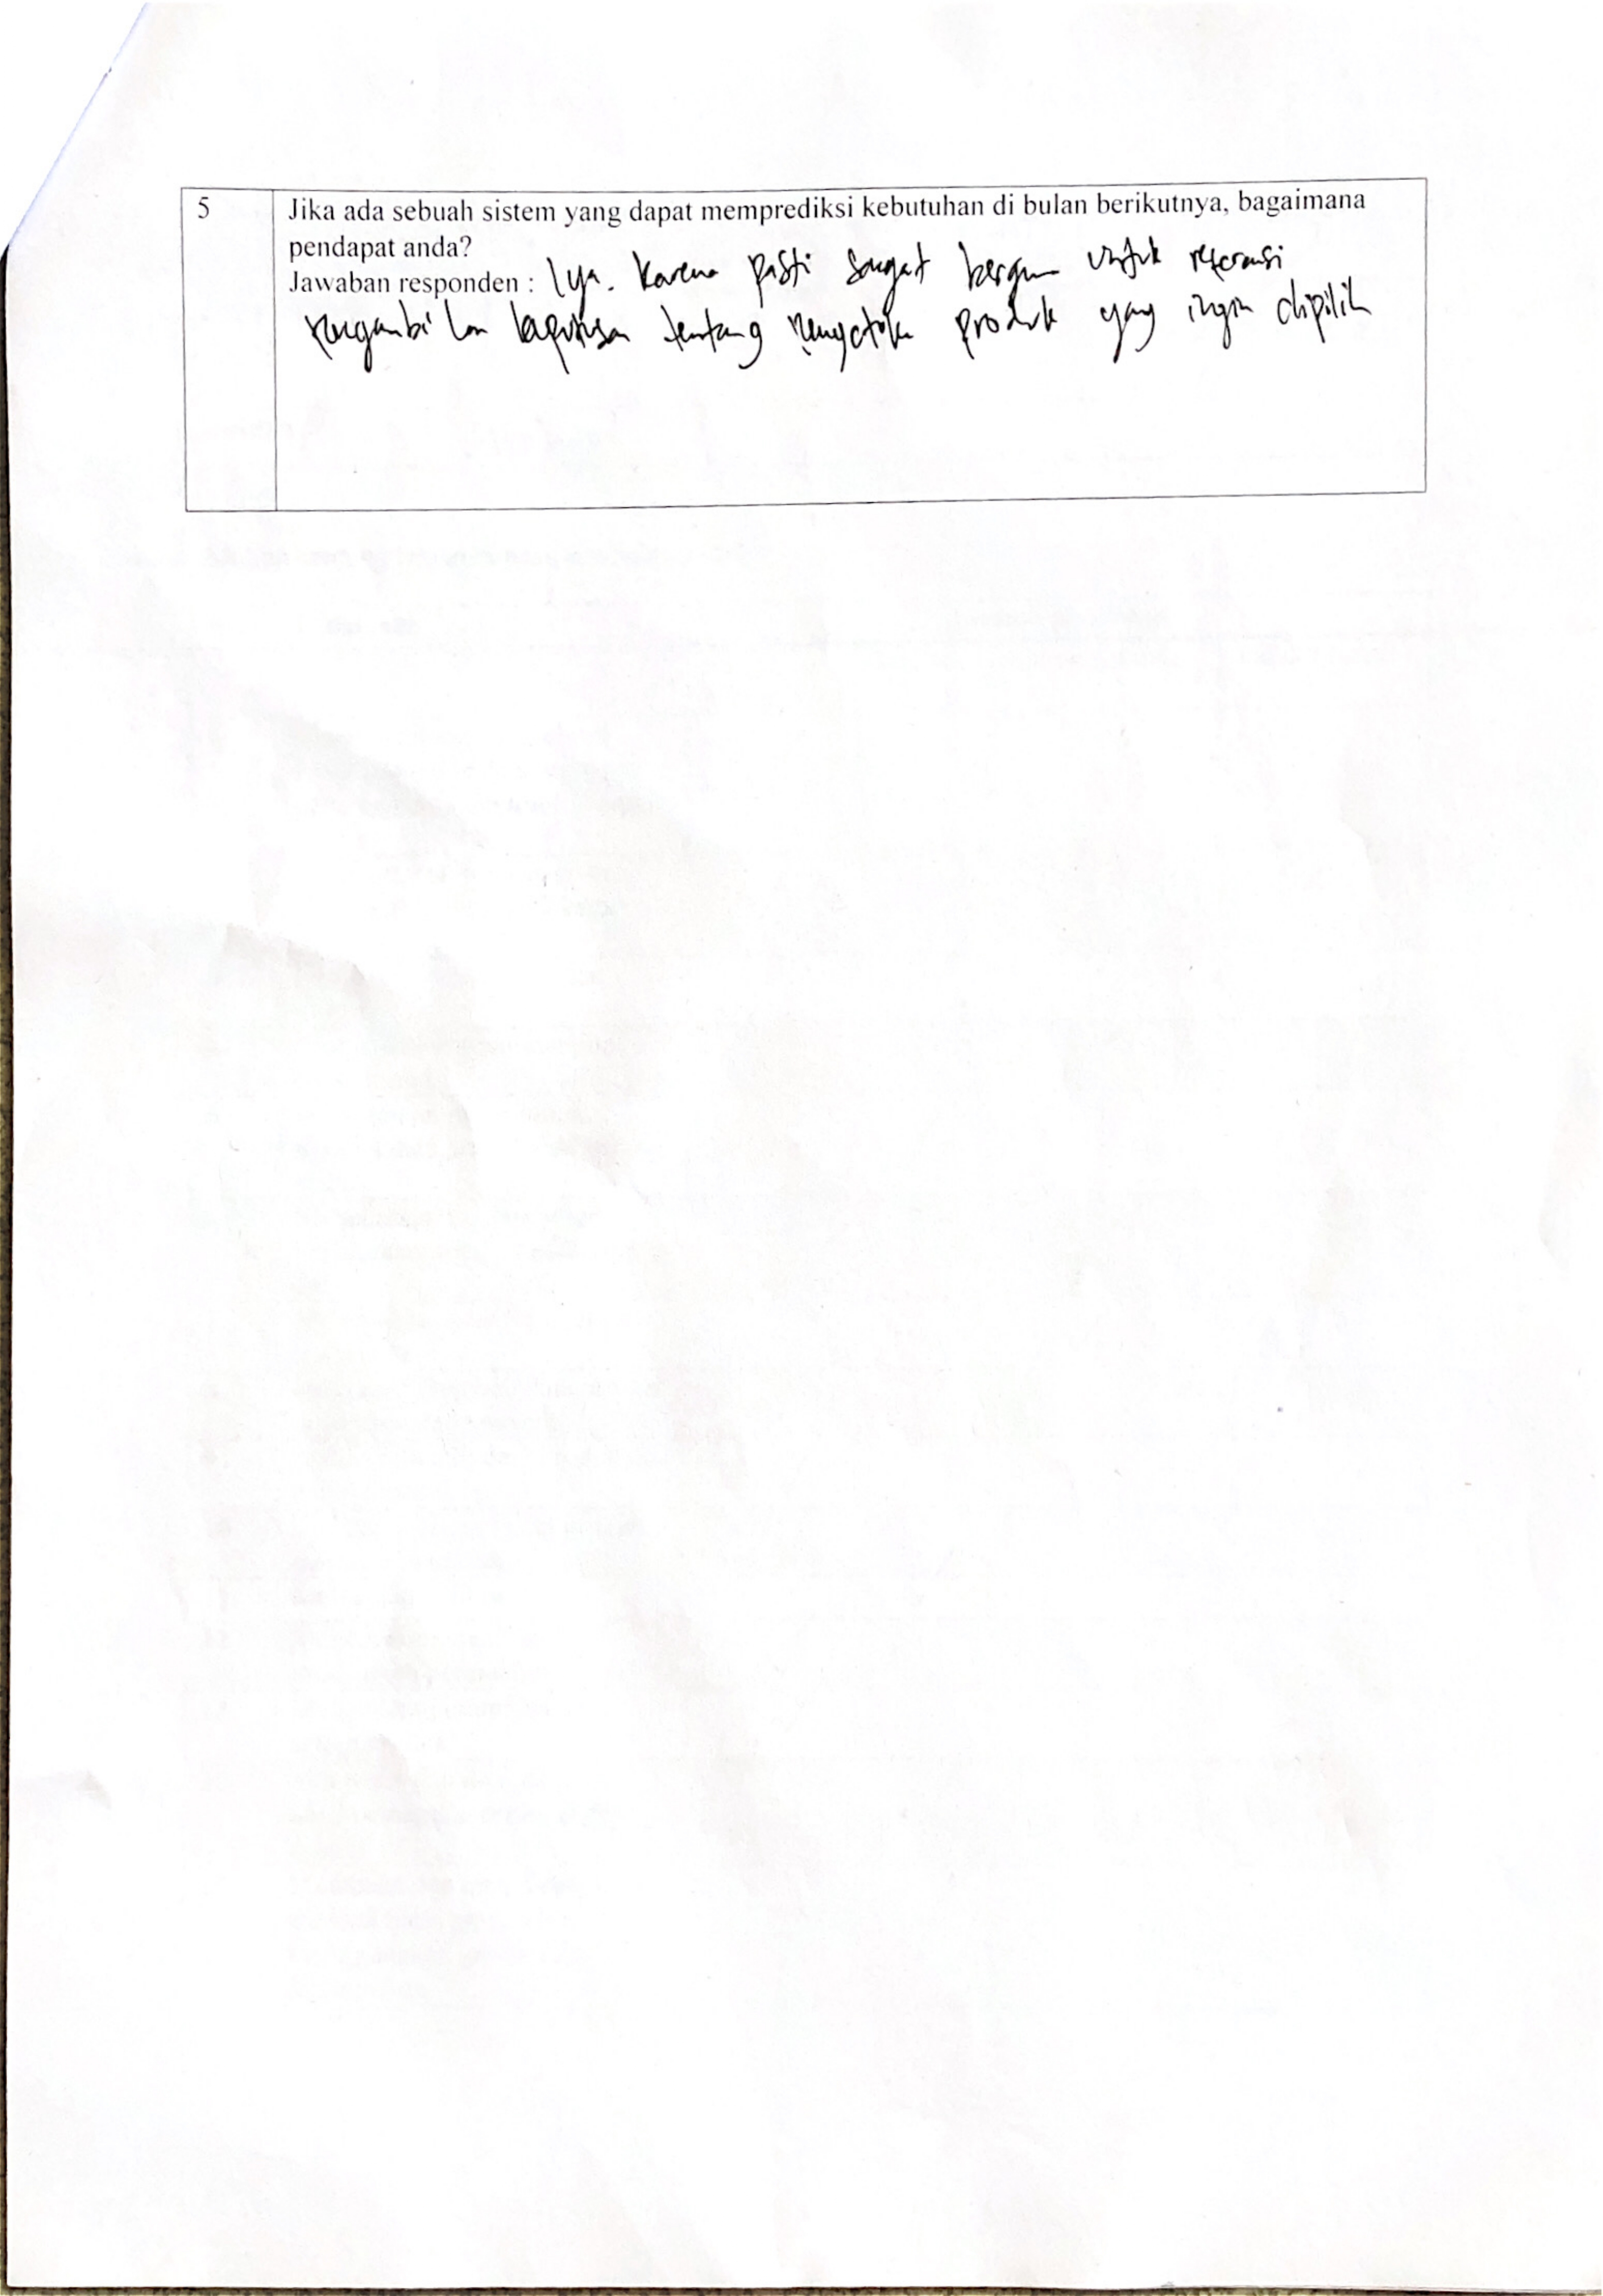 5
Jika ada sebuah sistem yang dapat memprediksi kebutuhan di bulan berikutnya, bagaimana
pendapat anda?
Jawaban responden : Iya. Karena pasti sangat berguna untuk referensi
pengambilan keputusan tentang menyetok produk yang ingin dipilih